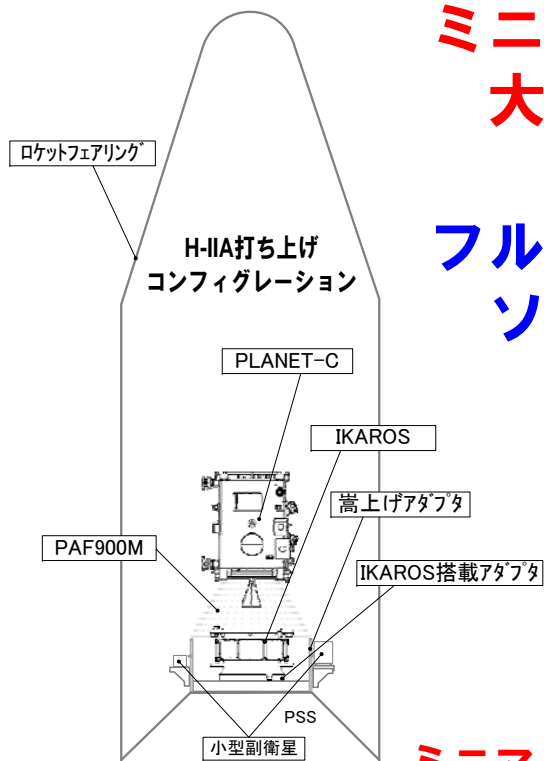 ミニ
大
ロケットフェアリング
フル
ソ
H-IIA打ち上げ
コンフィグレーション
PLANET-C
IKAROS
嵩上げアダプタ
PAF900M
IKAROS搭載アダプタ
PSS
小型副衛星